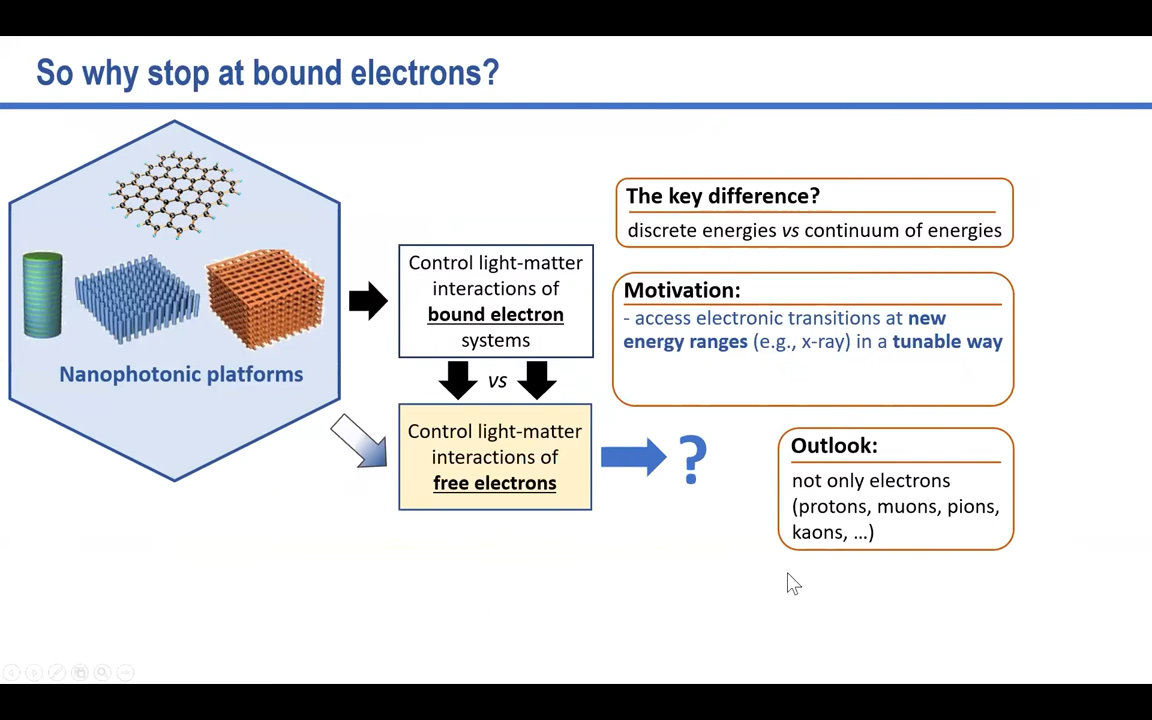 So why stop at bound electrons?
Nanophotonic platforms
Control light-matter
interactions of
bound electron
systems
vs
Control light-matter
interactions of
free electrons
?
The key difference?
discrete energies vs continuum of energies
Motivation:
- access electronic transitions at new
energy ranges (e.g., x-ray) in a tunable way
Outlook:
not only electrons
(protons, muons, pions,
kaons, ...)